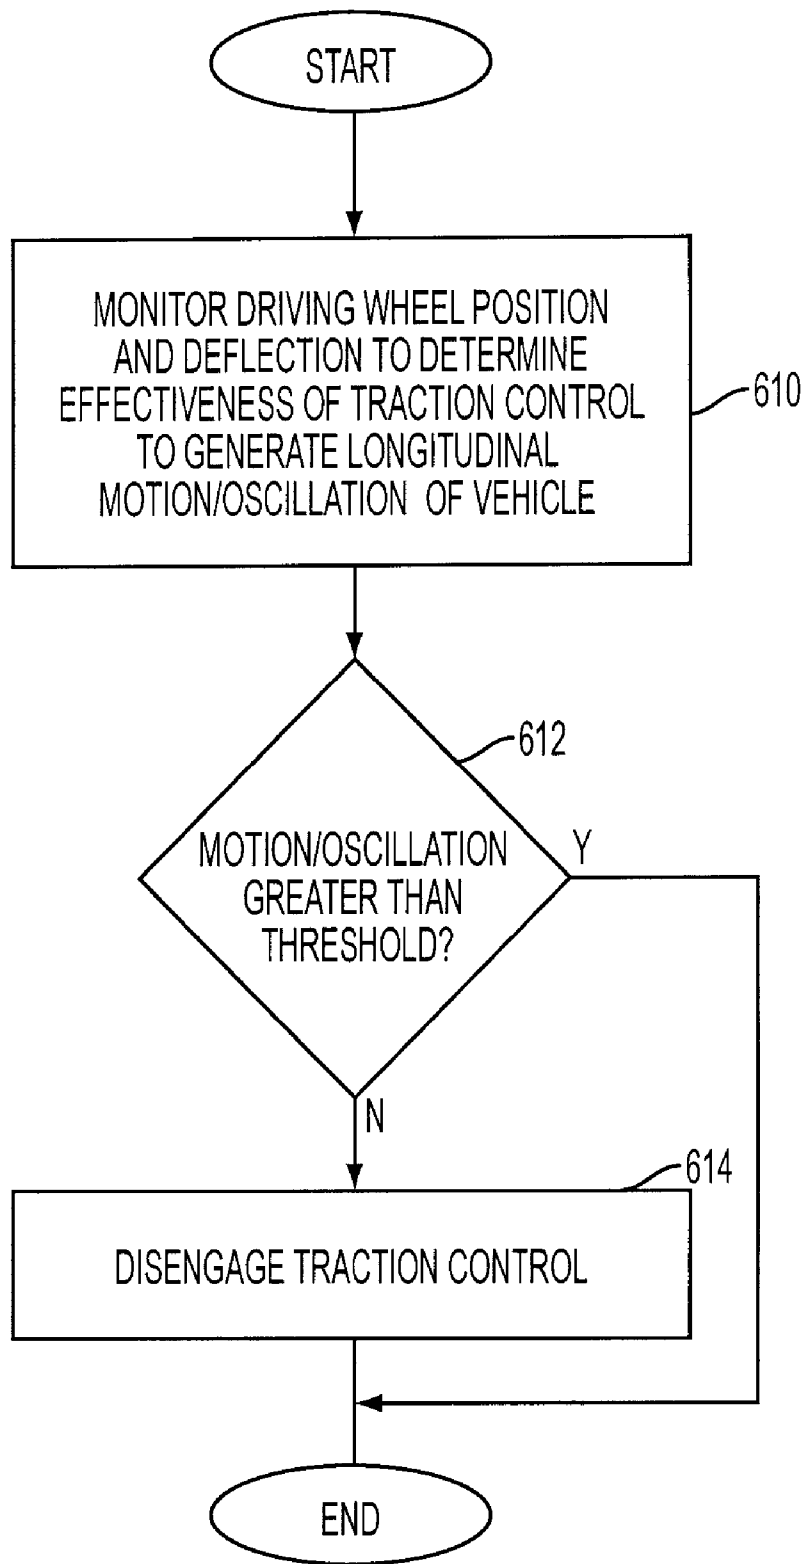 START
MONITOR DRIVING WHEEL POSITION
AND DEFLECTION TO DETERMINE
EFFECTIVENESS OF TRACTION CONTROL
TO GENERATE LONGITUDINAL
MOTION/OSCILLATION OF VEHICLE
610
612
MOTION/OSCILLATION
GREATER THAN
THRESHOLD?
Y
N
614
DISENGAGE TRACTION CONTROL
END